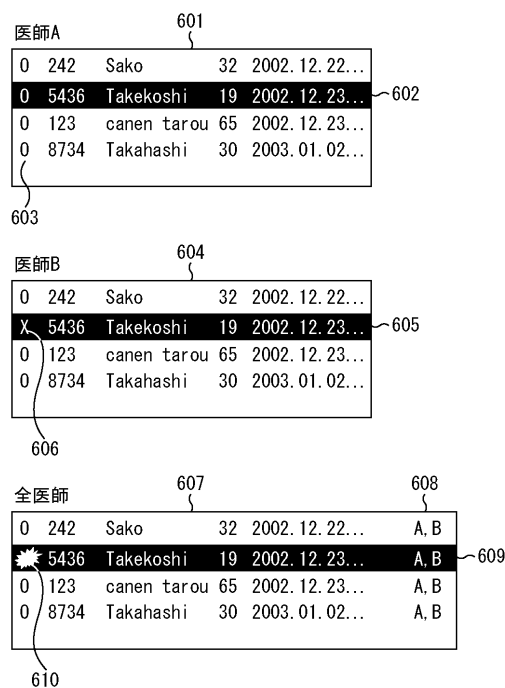 医師A
601
0 242 Sako 32 2002.12.22...
0 5436 Takekoshi 19 2002.12.23... 602
0 123 canen tarou 65 2002.12.23...
0 8734 Takahashi 30 2003.01.02...
603
医師B
604
0 242 Sako 32 2002.12.22...
X 5436 Takekoshi 19 2002.12.23... 605
0 123 canen tarou 65 2002.12.23...
0 8734 Takahashi 30 2003.01.02...
606
全医師
607 608
0 242 Sako 32 2002.12.22... A,B
5436 Takekoshi 19 2002.12.23... A,B 609
0 123 canen tarou 65 2002.12.23... A,B
0 8734 Takahashi 30 2003.01.02... A,B
610